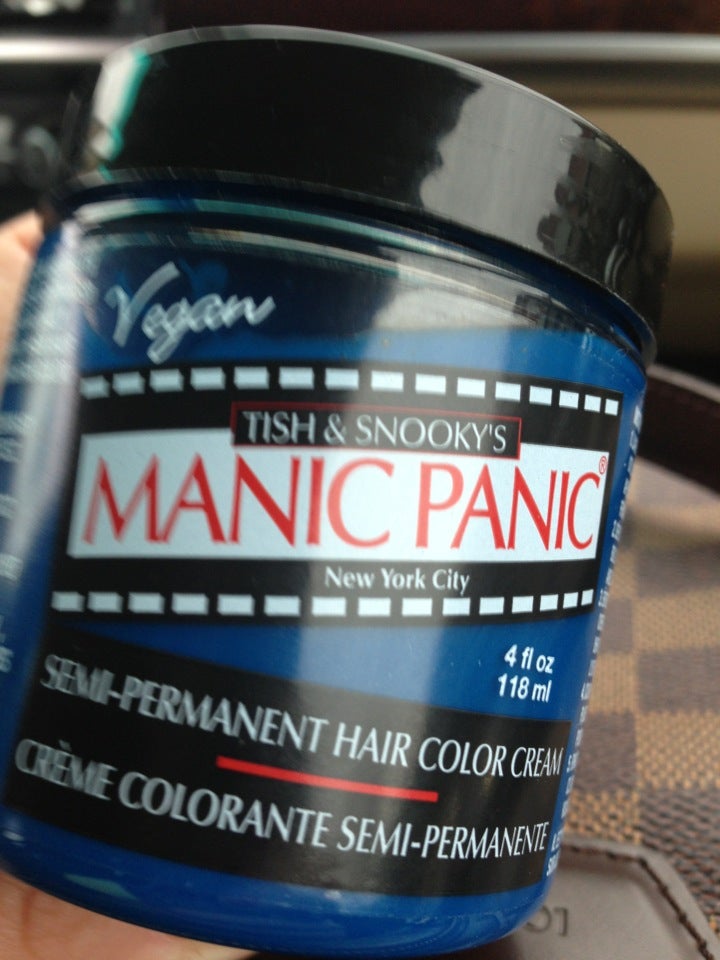 Vegan
TISH & SNOOKY'S
MANIC PANIC®
New York City
4 fl oz
118 ml
SEMI-PERMANENT HAIR COLOR CREAM
CRÈME COLORANTE SEMI-PERMANENTE